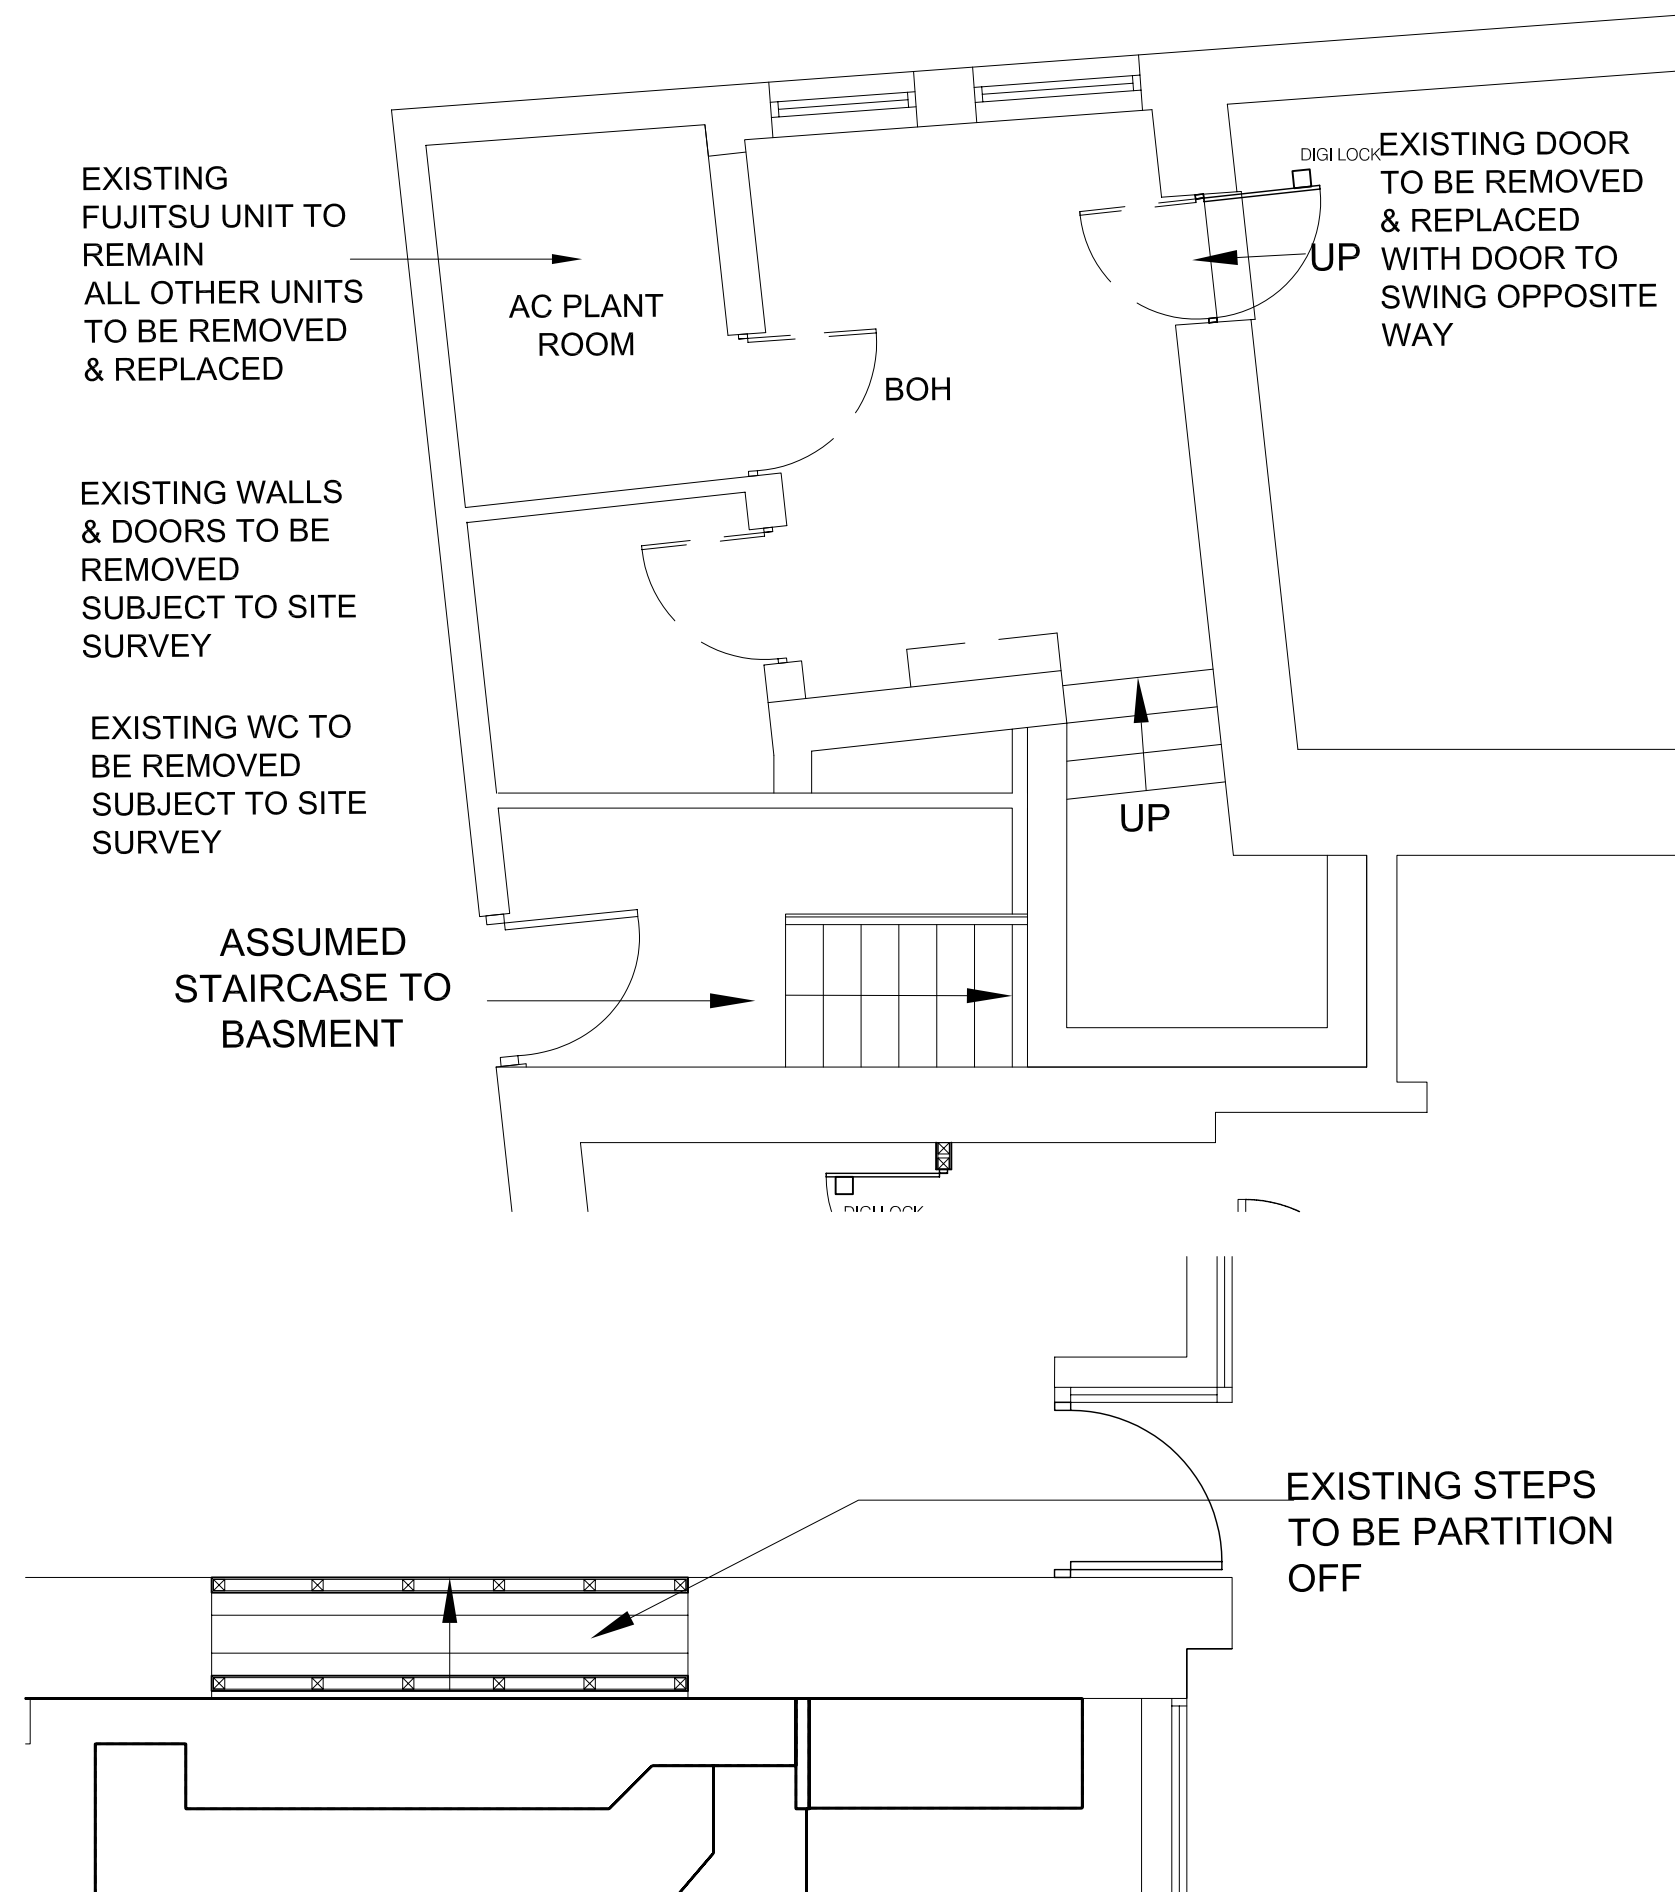 EXISTING
FUJITSU UNIT TO
REMAIN
ALL OTHER UNITS
TO BE REMOVED
& REPLACED
AC PLANT
ROOM
BOH
DIGI LOCK
UP
EXISTING DOOR
TO BE REMOVED
& REPLACED
WITH DOOR TO
SWING OPPOSITE
WAY
EXISTING WALLS
& DOORS TO BE
REMOVED
SUBJECT TO SITE
SURVEY
EXISTING WC TO
BE REMOVED
SUBJECT TO SITE
SURVEY
UP
ASSUMED
STAIRCASE TO
BASMENT
DIGI LOCK
EXISTING STEPS
TO BE PARTITION
OFF